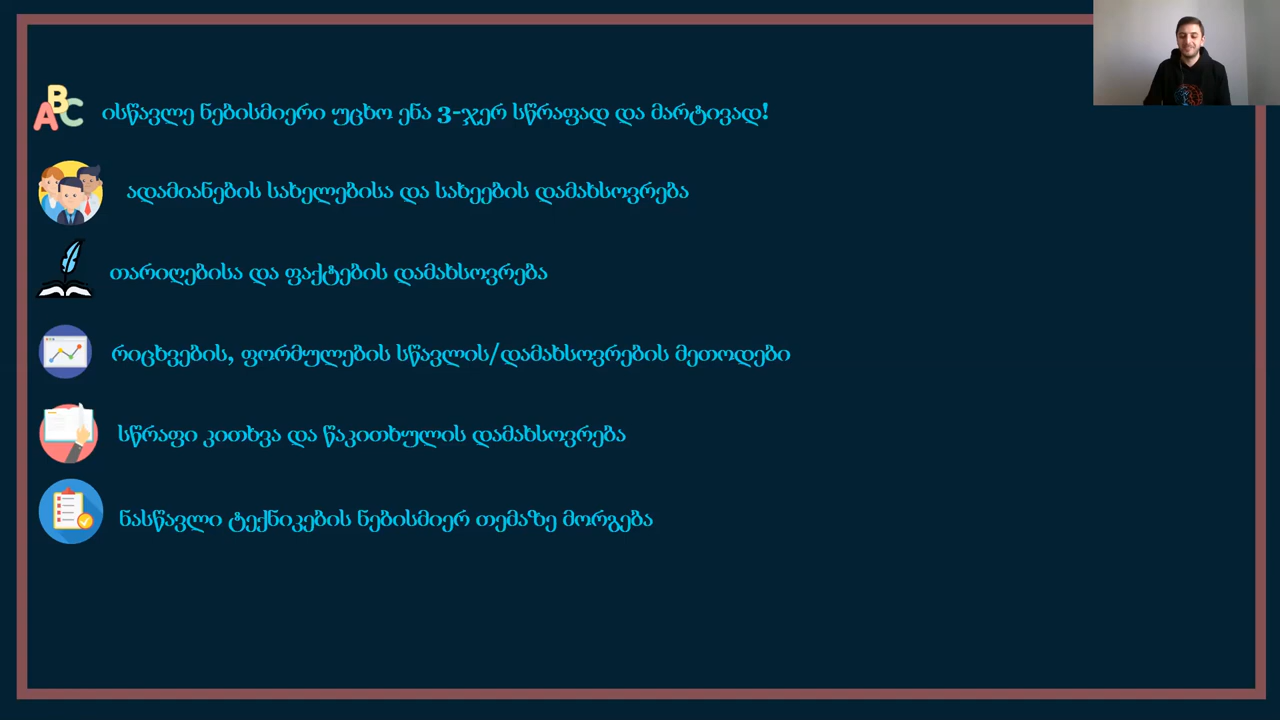 ABC
ისწავლე ნებისმიერი უცხო ენა 3-ჯერ სწრაფად და მარტივად!
ადამიანების სახელებისა და სახეების დამახსოვრება
თარიღებისა და ფაქტების დამახსოვრება
რიცხვების, ფორმულების სწავლის/დამახსოვრების მეთოდები
სწრაფი კითხვა და წაკითხულის დამახსოვრება
ნასწავლი ტექნიკების ნებისმიერ თემაზე მორგება